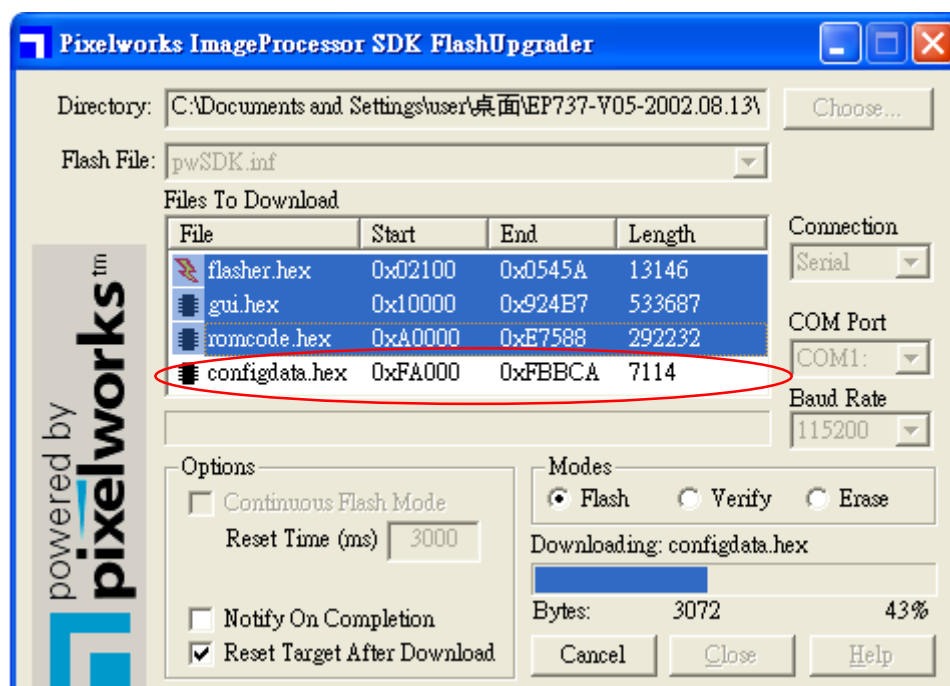 Pixelworks ImageProcessor SDK FlashUpgrader
Directory: C:\Documents and Settings\user\桌面\EP737-V05-2002.08.13\ Choose...
Flash File: pwSDK.inf
Files To Download
File Start End Length
flasher.hex 0x02100 0x0545A 13146
gui.hex 0x10000 0x924B7 533687
romcode.hex 0xA0000 0xE7588 292232
configdata.hex 0xFA000 0xFBBCA 7114
Connection
Serial
COM Port
COM1:
Baud Rate
115200
powered by
pixelworks tm
Options
Continuous Flash Mode
Reset Time (ms) 3000
Notify On Completion
Reset Target After Download
Modes
Flash Verify Erase
Downloading: configdata.hex
Bytes: 3072 43%
Cancel Close Help